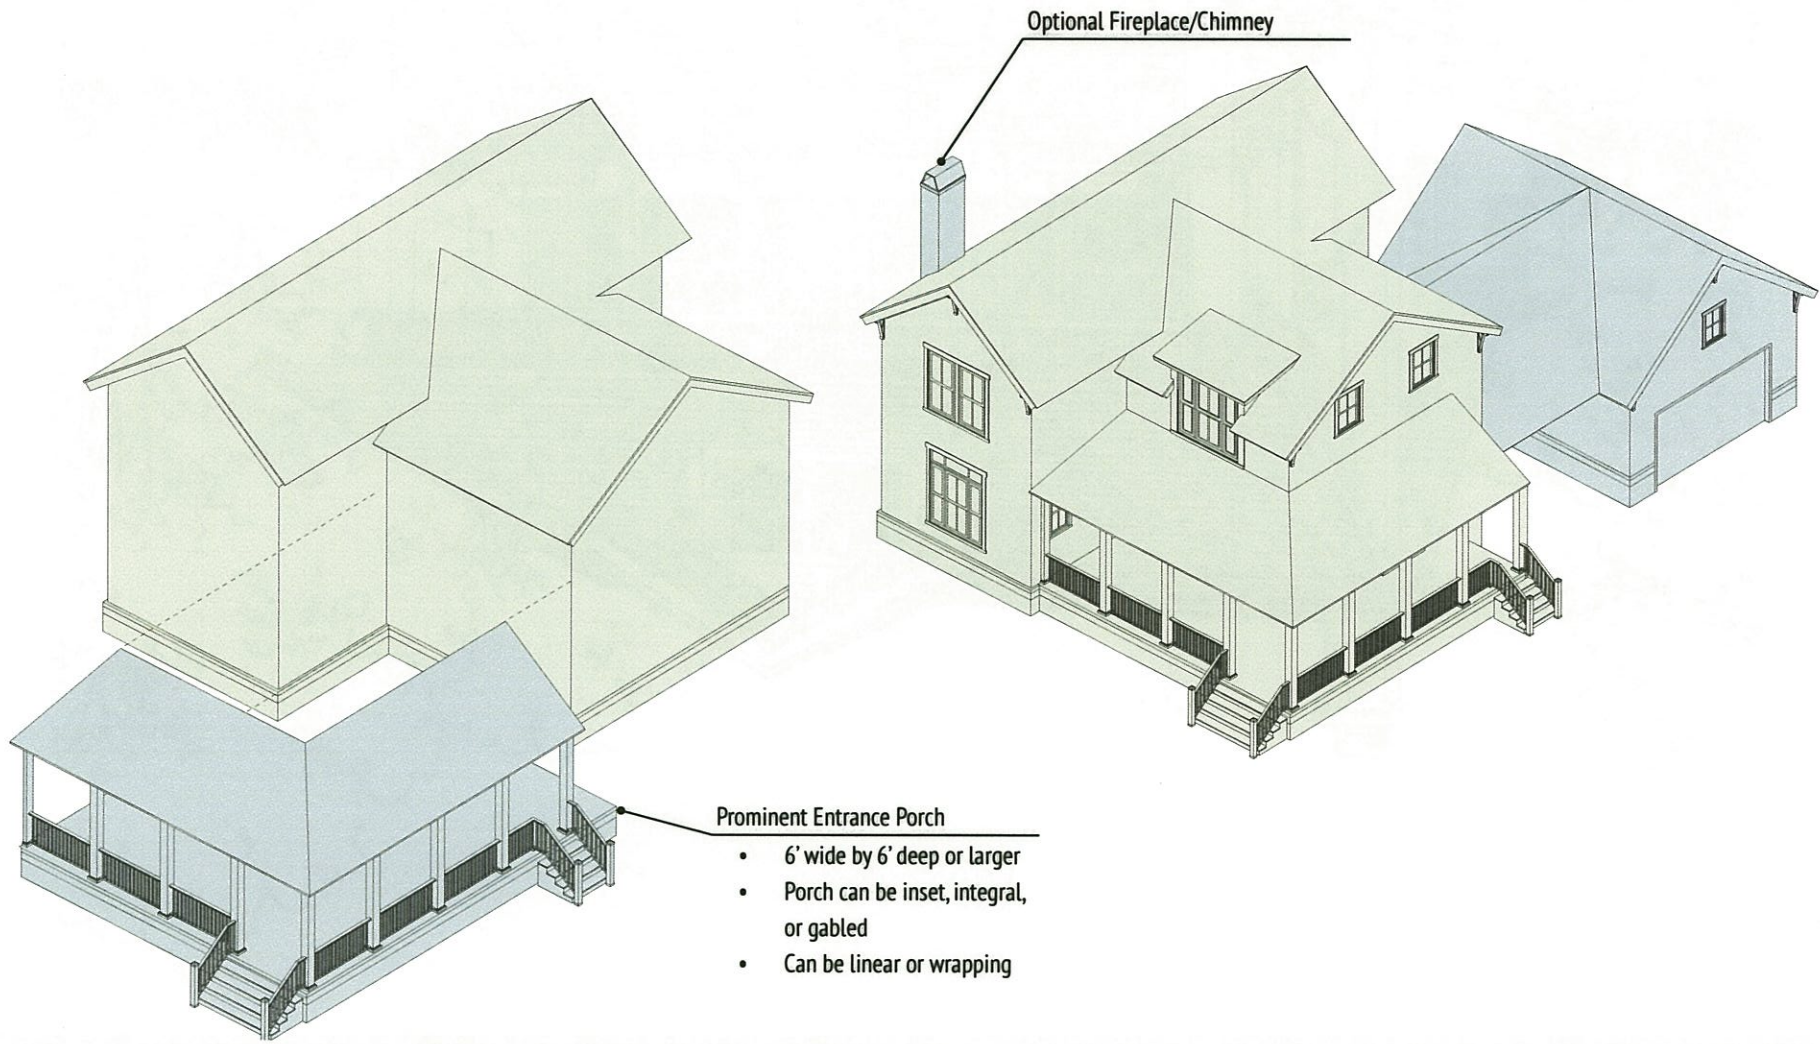 Optional Fireplace/Chimney
Prominent Entrance Porch
• 6' wide by 6' deep or larger
• Porch can be inset, integral,
or gabled
• Can be linear or wrapping